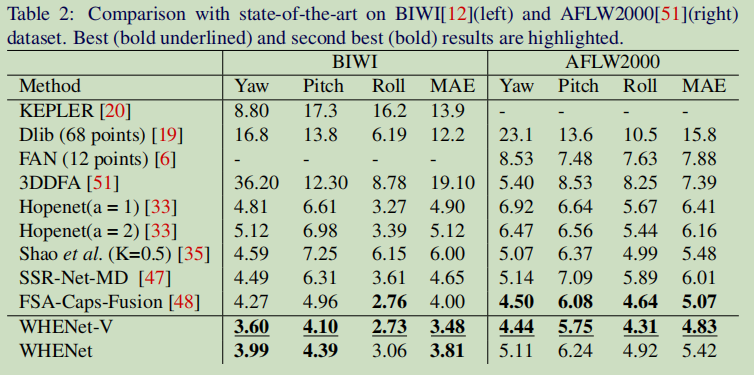 Table 2: Comparison with state-of-the-art on BIWI[12](left) and AFLW2000[51](right)
dataset. Best (bold underlined) and second best (bold) results are highlighted.
BIWI AFLW2000
Method Yaw Pitch Roll MAE Yaw Pitch Roll MAE
KEPLER [20] 8.80 17.3 16.2 13.9 - - - -
Dlib (68 points) [19] 16.8 13.8 6.19 12.2 23.1 13.6 10.5 15.8
FAN (12 points) [6] - - - - 8.53 7.48 7.63 7.88
3DDFA [51] 36.20 12.30 8.78 19.10 5.40 8.53 8.25 7.39
Hopenet(a = 1) [33] 4.81 6.61 3.27 4.90 6.92 6.64 5.67 6.41
Hopenet(a = 2) [33] 5.12 6.98 3.39 5.12 6.47 6.56 5.44 6.16
Shao et al. (K=0.5) [35] 4.59 7.25 6.15 6.00 5.07 6.37 4.99 5.48
SSR-Net-MD [47] 4.49 6.31 3.61 4.65 5.14 7.09 5.89 6.01
FSA-Caps-Fusion [48] 4.27 4.96 2.76 4.00 4.50 6.08 4.64 5.07
WHENet-V 3.60 4.10 2.73 3.48 4.44 5.75 4.31 4.83
WHENet 3.99 4.39 3.06 3.81 5.11 6.24 4.92 5.42